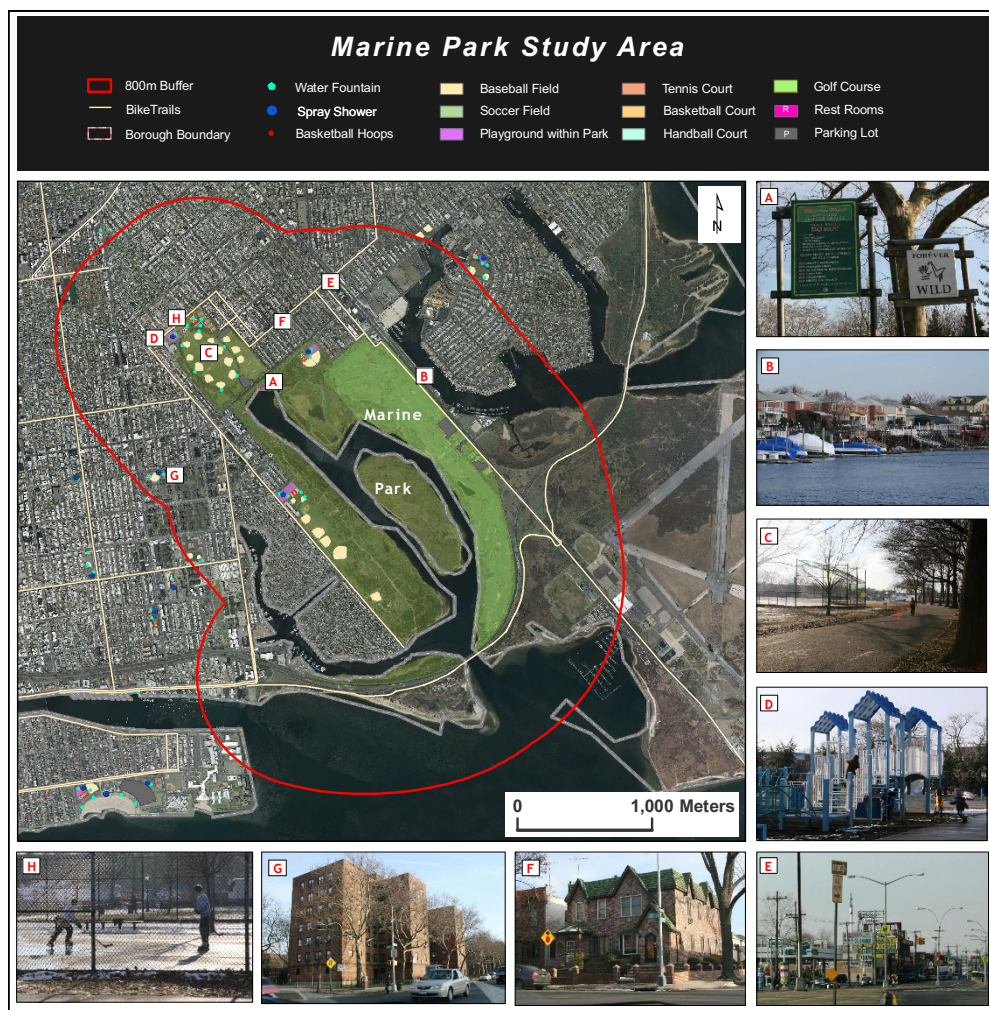 Marine Park Study Area
800m Buffer
BikeTrails
Borough Boundary
Water Fountain
Spray Shower
Basketball Hoops
Baseball Field
Soccer Field
Playground within Park
Tennis Court
Basketball Court
Handball Court
Golf Course
R Rest Rooms
P Parking Lot
N
E
H
F
D
C
A
B
Marine
G
Park
0 1,000 Meters
A
FOREVER
WILD
B
C
D
H
G
F
E